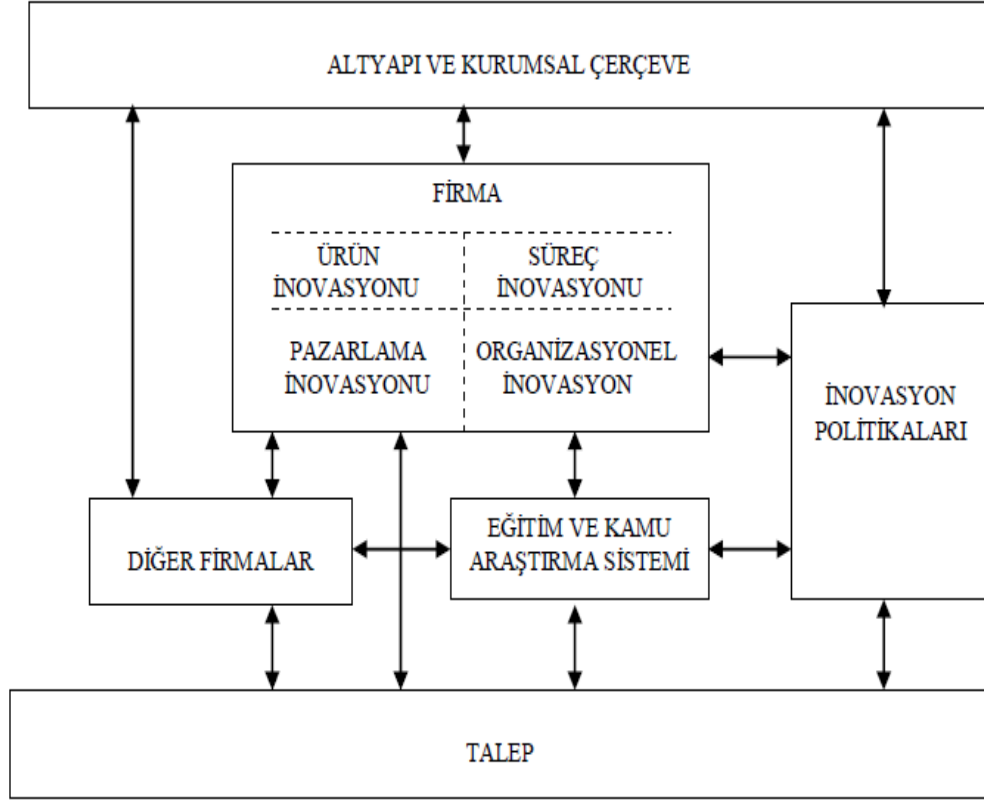 ALTYAPI VE KURUMSAL ÇERÇEVE
FİRMA
ÜRÜN
İNOVASYONU
SÜREÇ
İNOVASYONU
PAZARLAMA
İNOVASYONU
ORGANİZASYONEL
İNOVASYON
İNOVASYON
POLİTİKALARI
DİĞER FİRMALAR
EĞİTİM VE KAMU
ARAŞTIRMA SİSTEMİ
TALEP